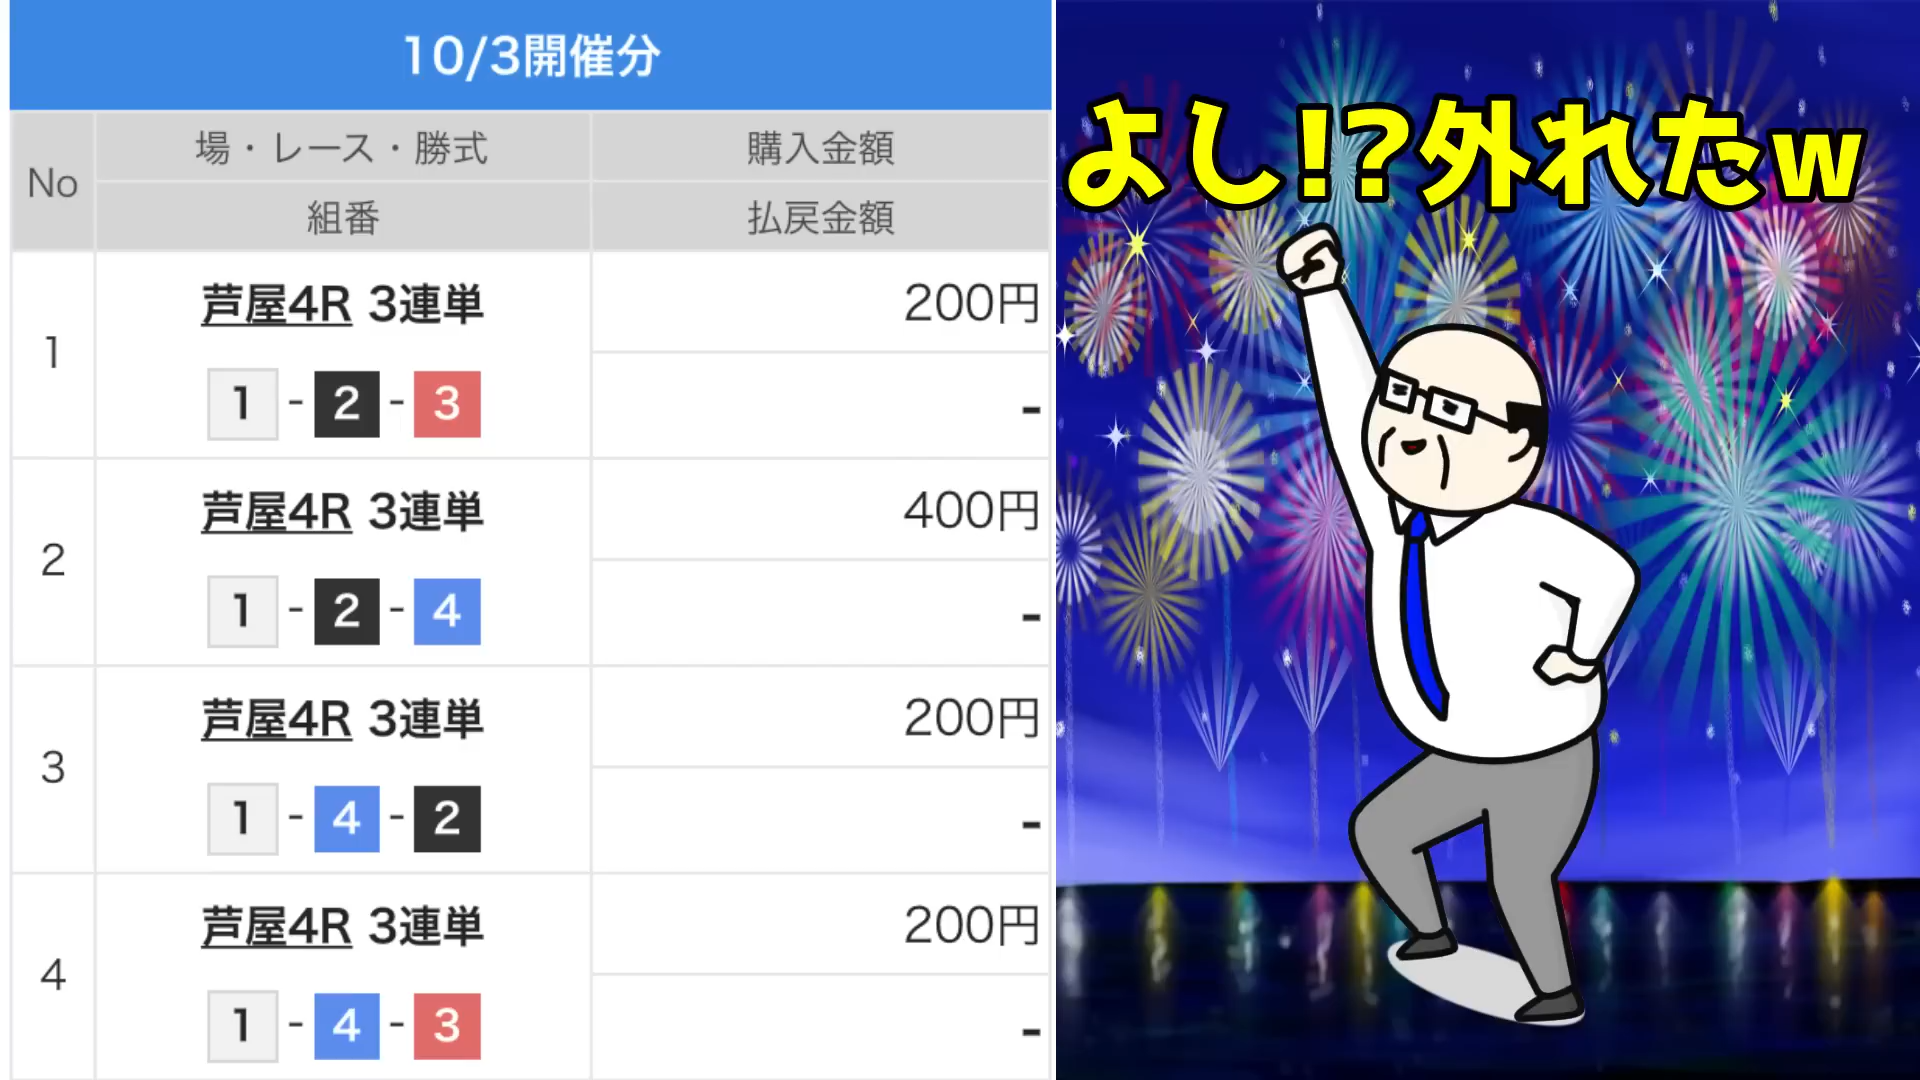 10/3開催分
No
場・レース・勝式
購入金額
組番
払戻金額
1
芦屋4R 3連単
200円
1 - 2 - 3
-
2
芦屋4R 3連単
400円
1 - 2 - 4
-
3
芦屋4R 3連単
200円
1 - 4 - 2
-
4
芦屋4R 3連単
200円
1 - 4 - 3
-
よし!?外れたw